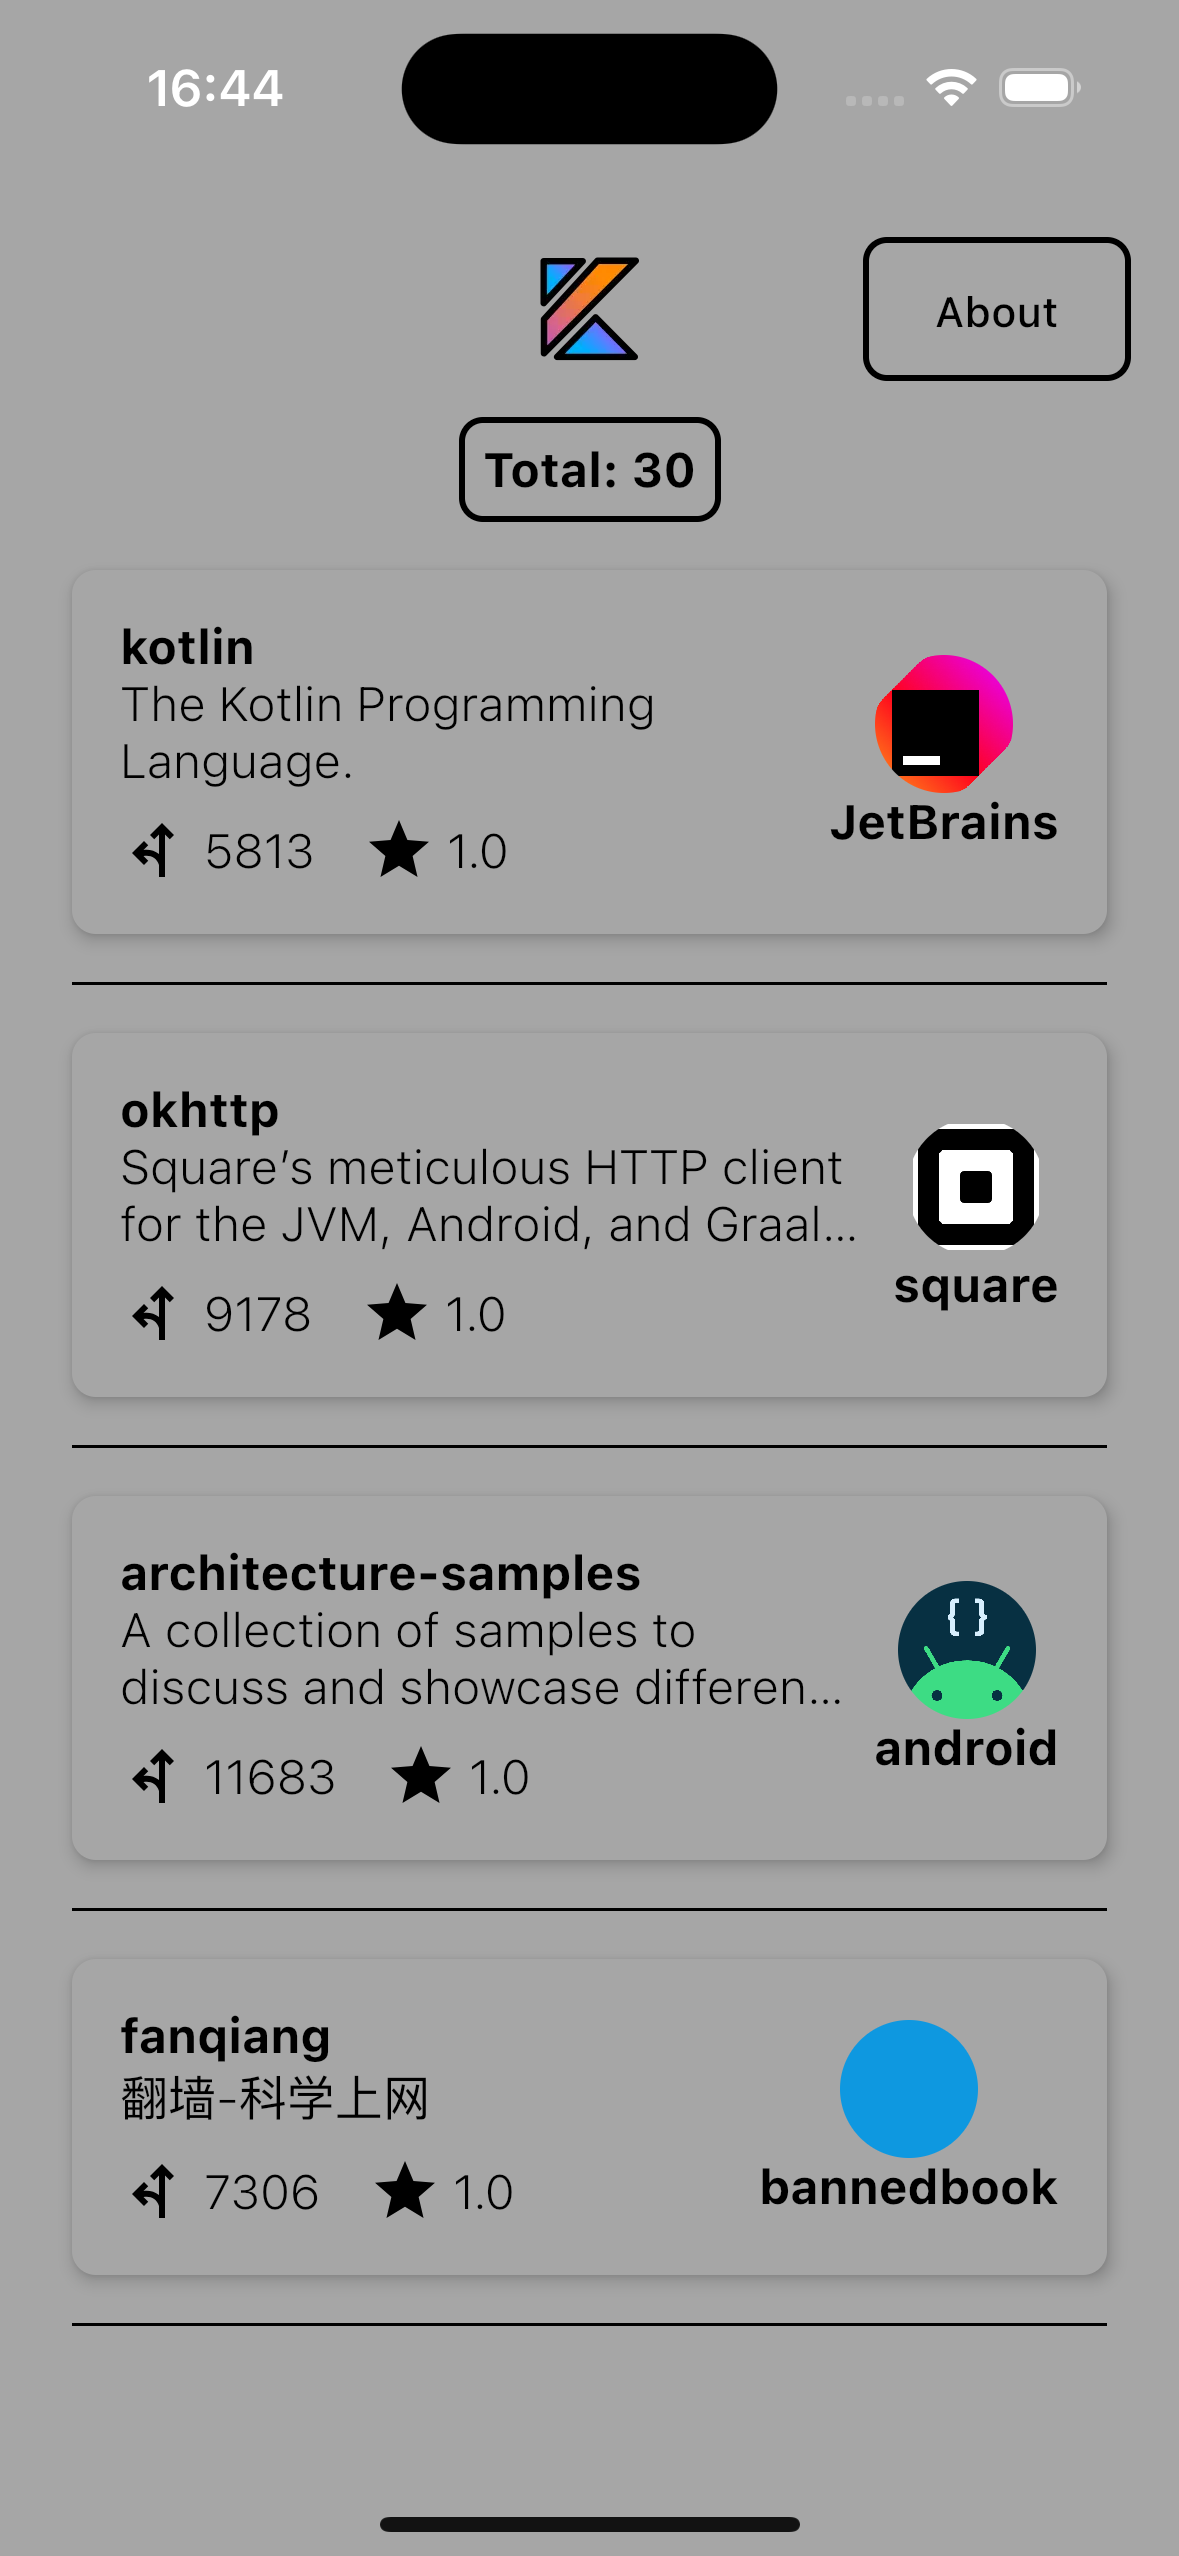 16:44
About
Total: 30
kotlin
The Kotlin Programming
Language.
5813 1.0
JetBrains
okhttp
Square’s meticulous HTTP client
for the JVM, Android, and Graal...
9178 1.0
square
architecture-samples
A collection of samples to
discuss and showcase differen...
11683 1.0
{ }
android
fanqiang
翻墙-科学上网
7306 1.0
bannedbook